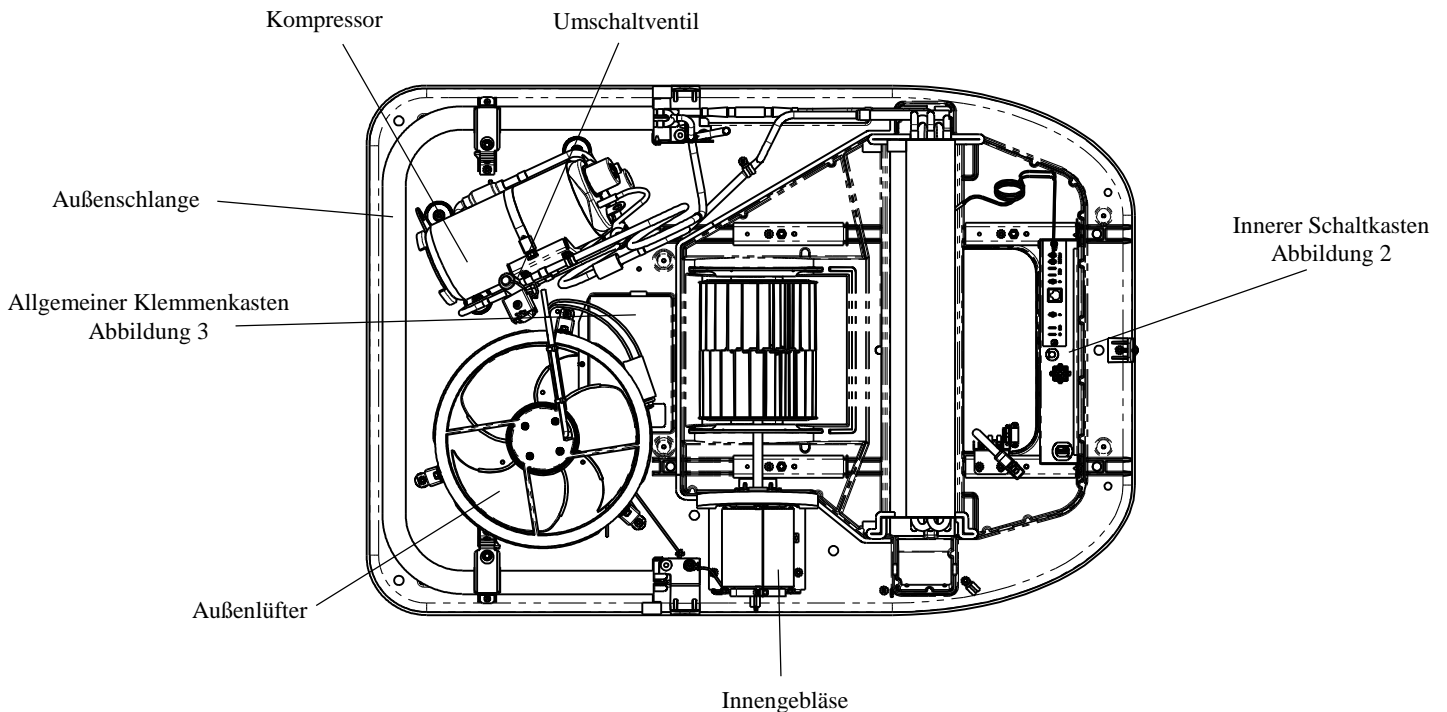 Kompressor
Umschaltventil
Außenschlange
Innerer Schaltkasten
Abbildung 2
Allgemeiner Klemmenkasten
Abbildung 3
Außenlüfter
Innengebläse